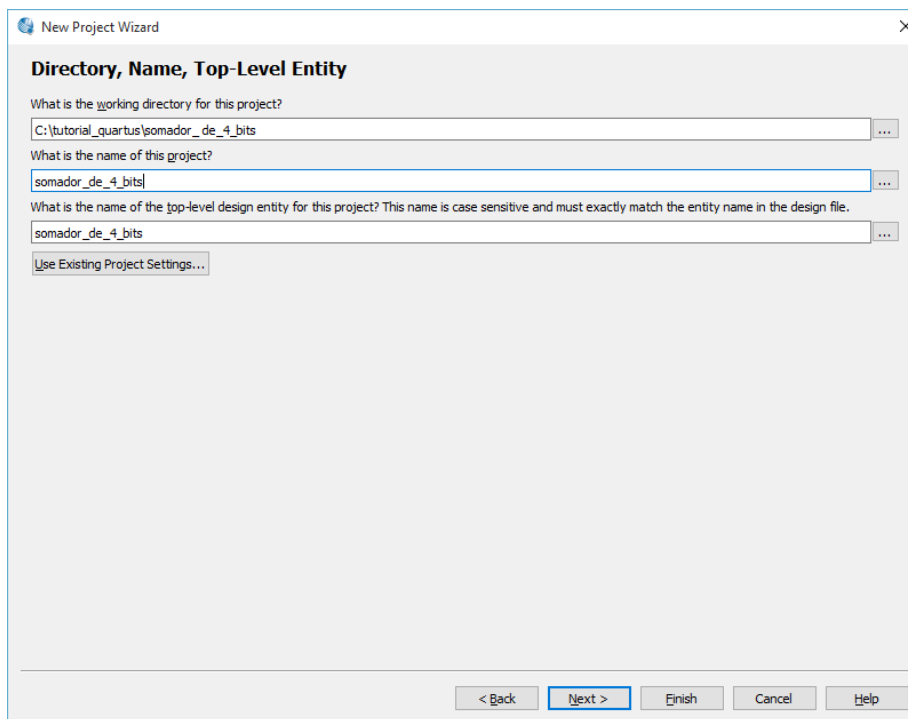 New Project Wizard
Directory, Name, Top-Level Entity
What is the working directory for this project?
C:\tutorial_quartus\somador_ de_4_bits
...
What is the name of this project?
somador_de_4_bits
...
What is the name of the top-level design entity for this project? This name is case sensitive and must exactly match the entity name in the design file.
somador_de_4_bits
...
Use Existing Project Settings...
< Back Next > Finish Cancel Help